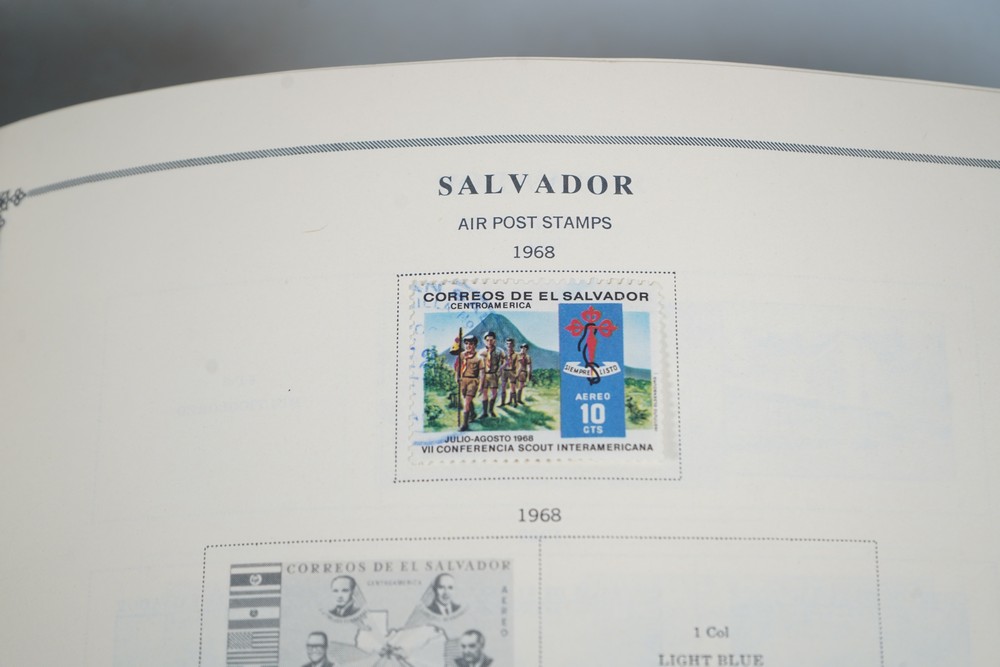 SALVADOR
AIR POST STAMPS
1968
CORREOS DE EL SALVADOR
CENTROAMERICA
SIEMPRE LISTO
AEREO
10
CTS
JULIO-AGOSTO 1968
VII CONFERENCIA SCOUT INTERAMERICANA
1968
CORREOS DE EL SALVADOR
CENTROAMERICA
AEREO
1 Col
LIGHT BLUE